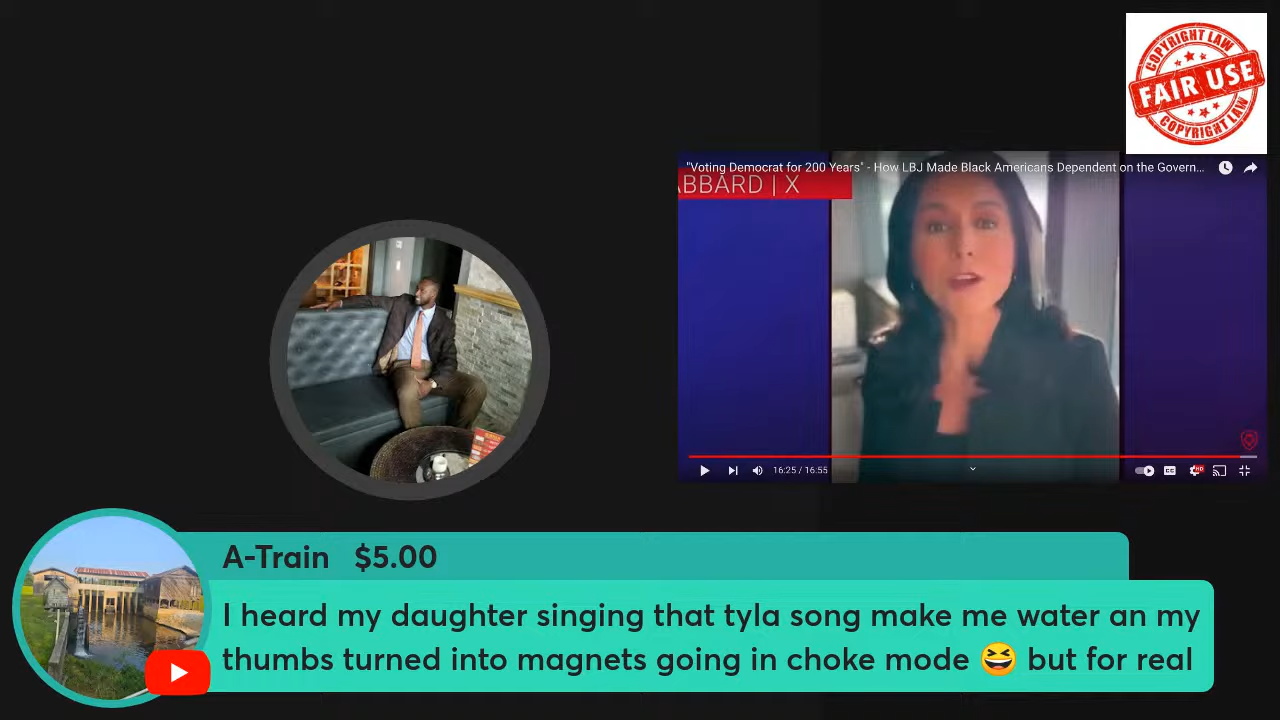 COPYRIGHT LAW
FAIR USE
COPYRIGHT LAW
"Voting Democrat for 200 Years" - How LBJ Made Black Americans Dependent on the Govern...
ABBARD | X
16:25 / 16:55
CC
HD
A-Train $5.00
I heard my daughter singing that tyla song make me water an my
thumbs turned into magnets going in choke mode 😆 but for real